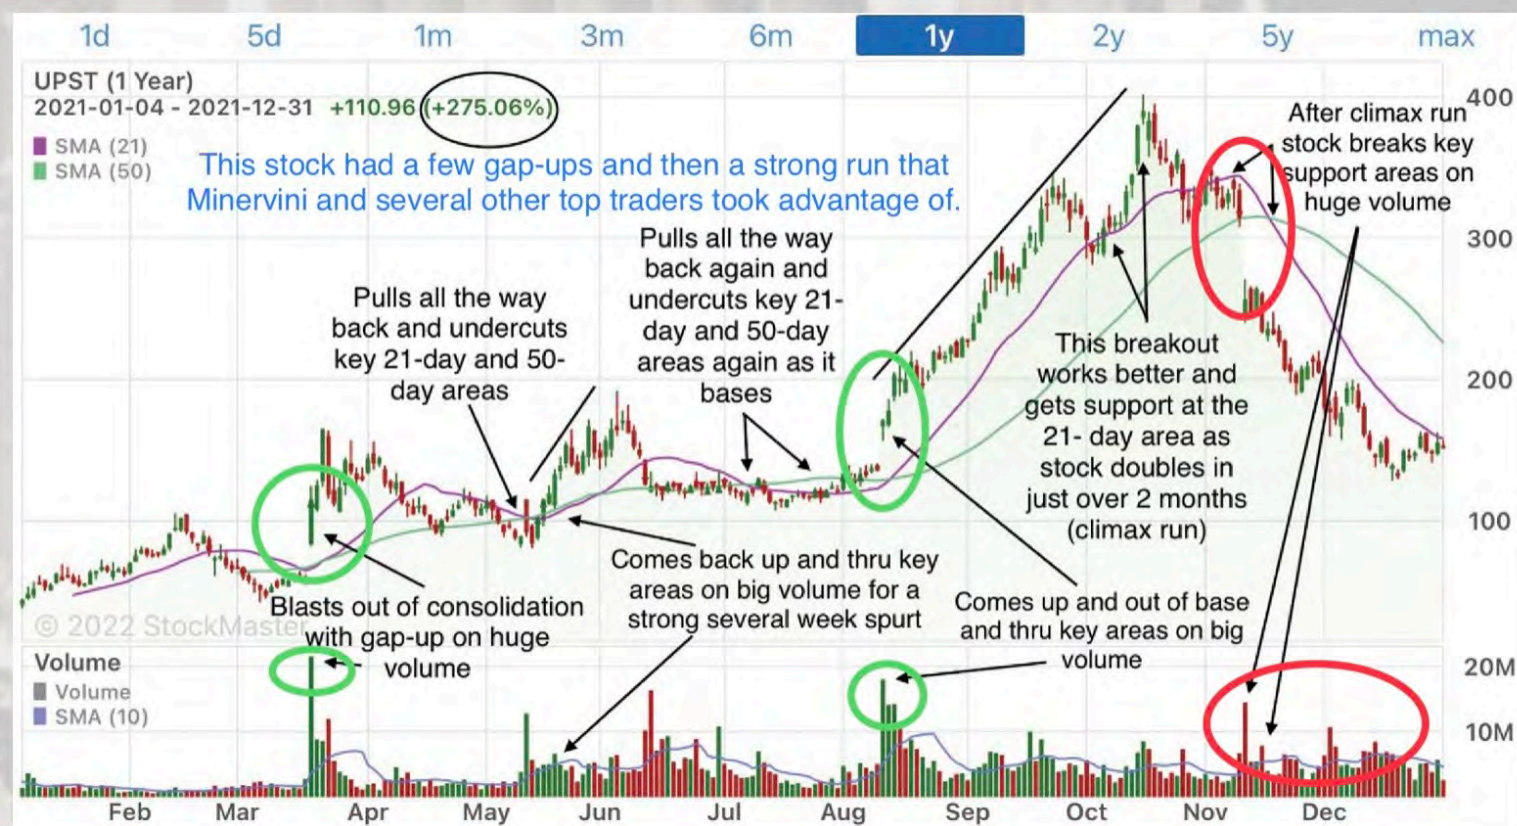 1d 5d 1m 3m 6m 1y 2y 5y max
UPST (1 Year)
2021-01-04 - 2021-12-31 +110.96 (+275.06%)
SMA (21)
SMA (50)
This stock had a few gap-ups and then a strong run that
Minervini and several other top traders took advantage of.
Pulls all the way
back and undercuts
key 21-day and 50-
day areas
Pulls all the way
back again and
undercuts key 21-
day and 50-day
areas again as it
bases
After climax run
stock breaks key
support areas on
huge volume
400
300
200
100
This breakout
works better and
gets support at the
21- day area as
stock doubles in
just over 2 months
(climax run)
Blasts out of consolidation
with gap-up on huge
volume
Comes back up and thru key
areas on big volume for a
strong several week spurt
Comes up and out of base
and thru key areas on big
volume
© 2022 StockMaster
Volume
Volume
SMA (10)
20M
10M
Feb Mar Apr May Jun Jul Aug Sep Oct Nov Dec